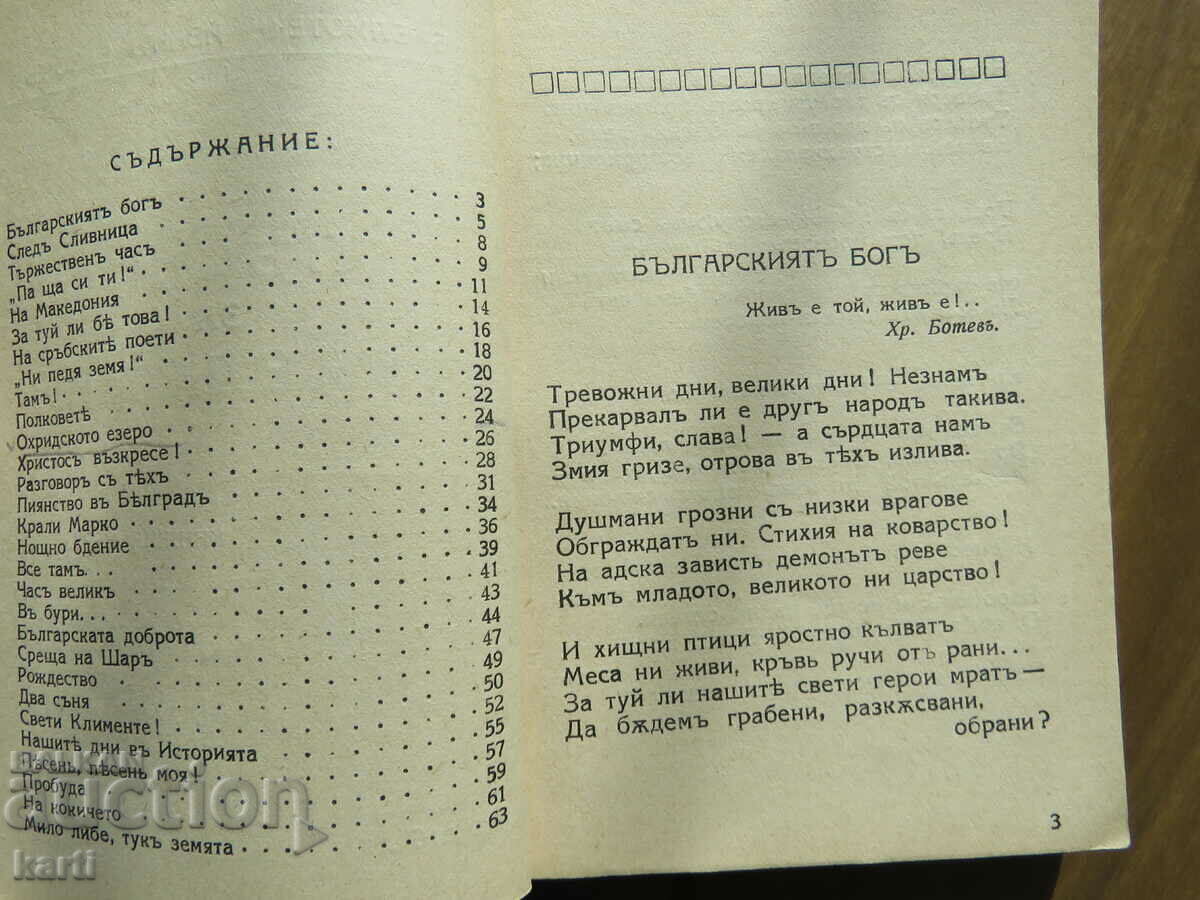 СЪДЪРЖАНИЕ:
Българскиятъ богъ 3
Следъ Сливница 5
Тържественъ часъ 8
„Па ща си ти!“ 9
На Македония 11
За туй ли бѣ това! 14
На сръбскитѣ поети 16
„Ни педя земя!“ 18
Тамъ! 20
Полковетѣ 22
Охридското езеро 24
Христосъ възкресе! 26
Разговоръ съ тѣхъ 28
Пиянство въ Бѣлградъ 31
Крали Марко 34
Нощно бдение 36
Все тамъ... 39
Часъ великъ 41
Въ бури... 43
Българската доброта 44
Среща на Шаръ 47
Рождество 49
Два съня 50
Свети Клименте! 52
Нашитѣ дни въ Историята 55
Пѣсень, пѣсень моя! 57
Пробуда 59
На кокичето 61
Мило либе, тукъ земята 63
БЪЛГАРСКИЯТЪ БОГЪ
Живъ е той, живъ е!..
Хр. Ботевъ.
Тревожни дни, велики дни! Незнамъ
Прекарвалъ ли е другъ народъ такива.
Триумфи, слава! — а сърдцата намъ
Змия гризе, отрова въ тѣхъ излива.
Душмани грозни съ низки врагове
Обграждатъ ни. Стихия на коварство!
На адска зависть демонътъ реве
Къмъ младото, великото ни царство!
И хищни птици яростно кълватъ
Меса ни живи, кръвь ручи отъ рани...
За туй ли нашитѣ свети герои мратъ —
Да бѫдемъ грабени, разкѫсвани,
обрани?
3
BALKAN
auction
karti